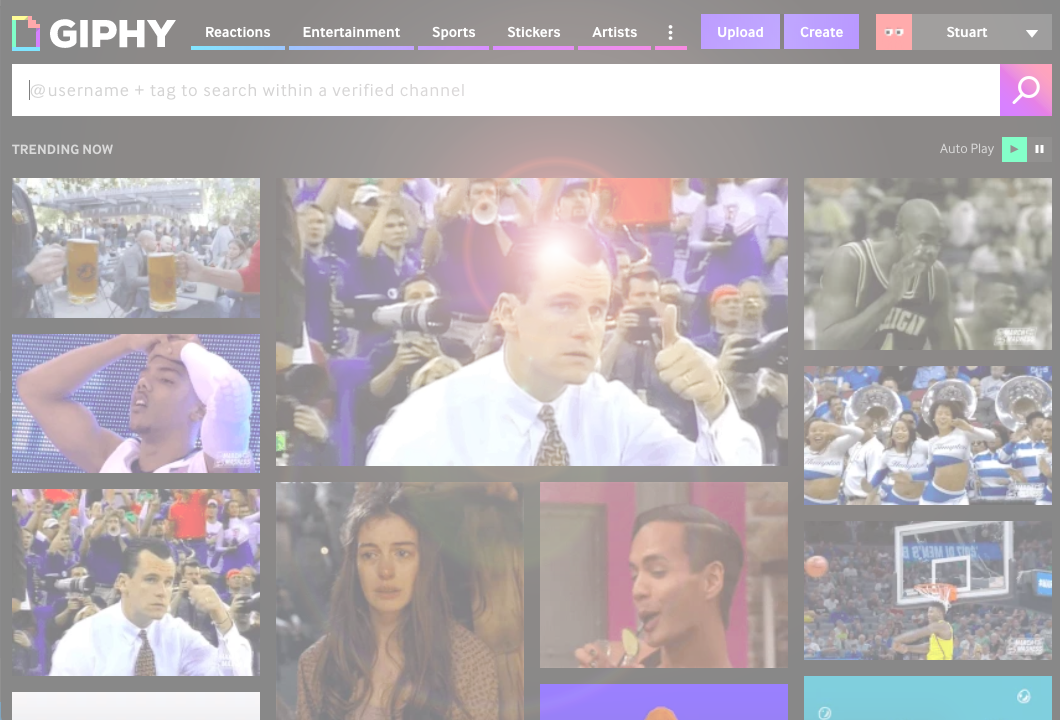 GIPHY
Reactions Entertainment Sports Stickers Artists Upload Create Stuart
@username + tag to search within a verified channel
TRENDING NOW
Auto Play